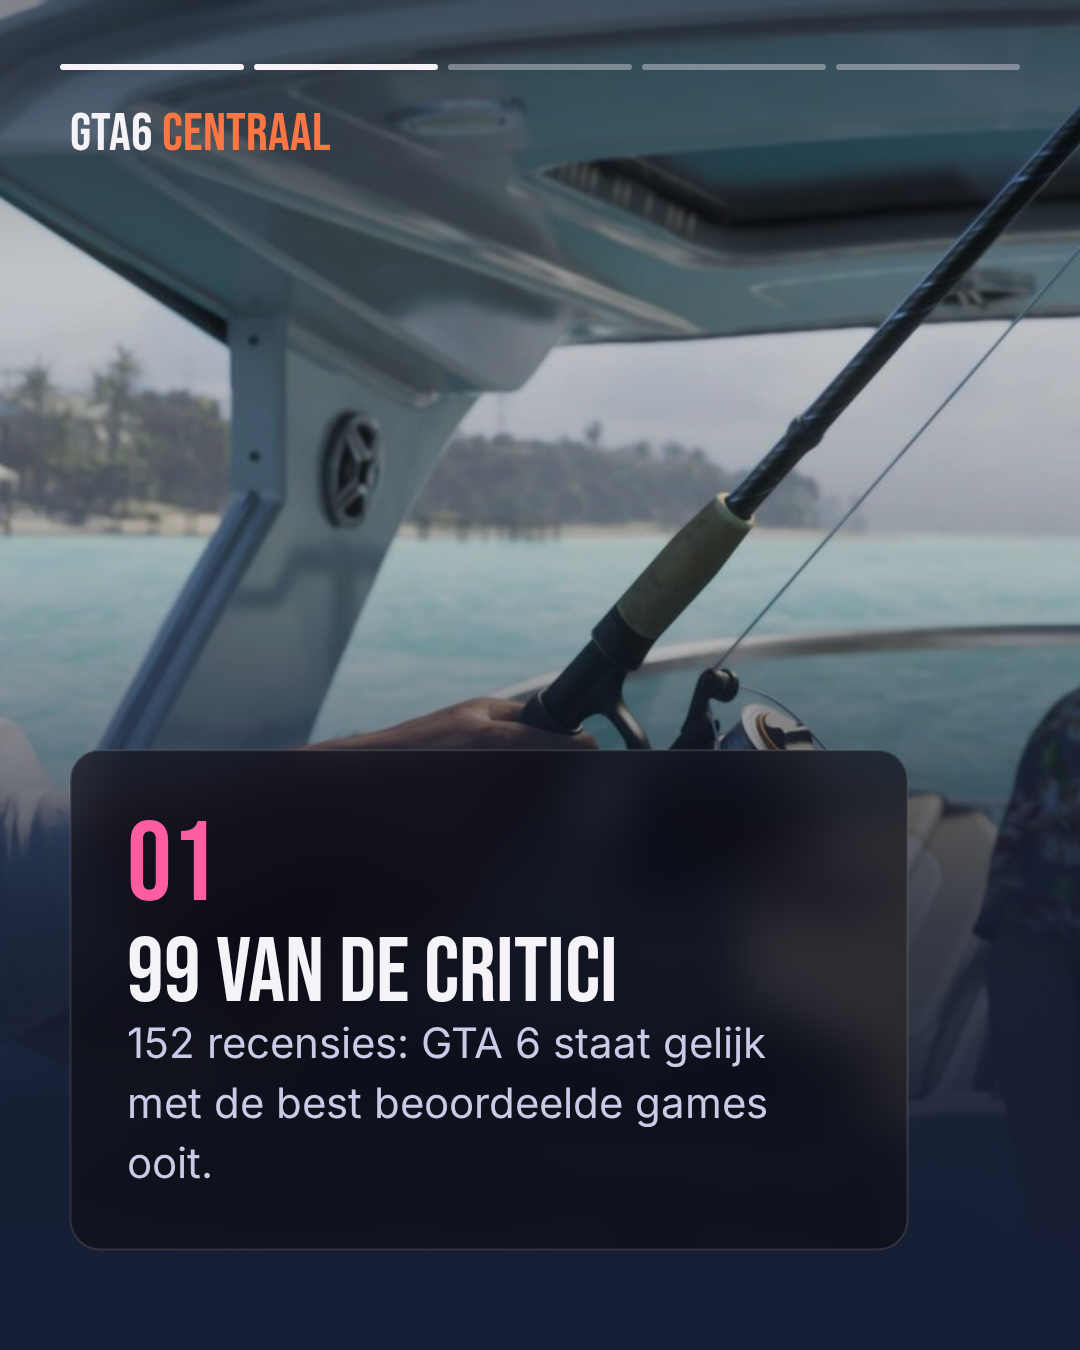 GTA6 CENTRAAL
01
99 VAN DE CRITICI
152 recensies: GTA 6 staat gelijk
met de best beoordeelde games
ooit.